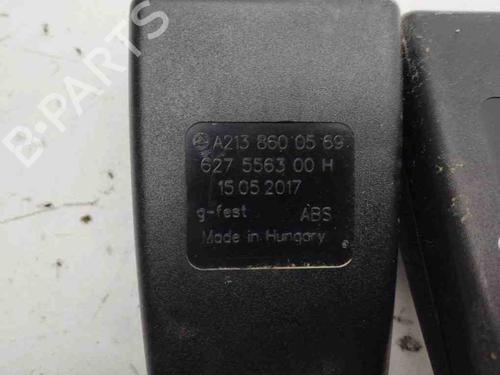 B-PARTS
A213 860 05 69
627 5563 00 H
15.05.2017
g-fest ABS
Made in Hungary